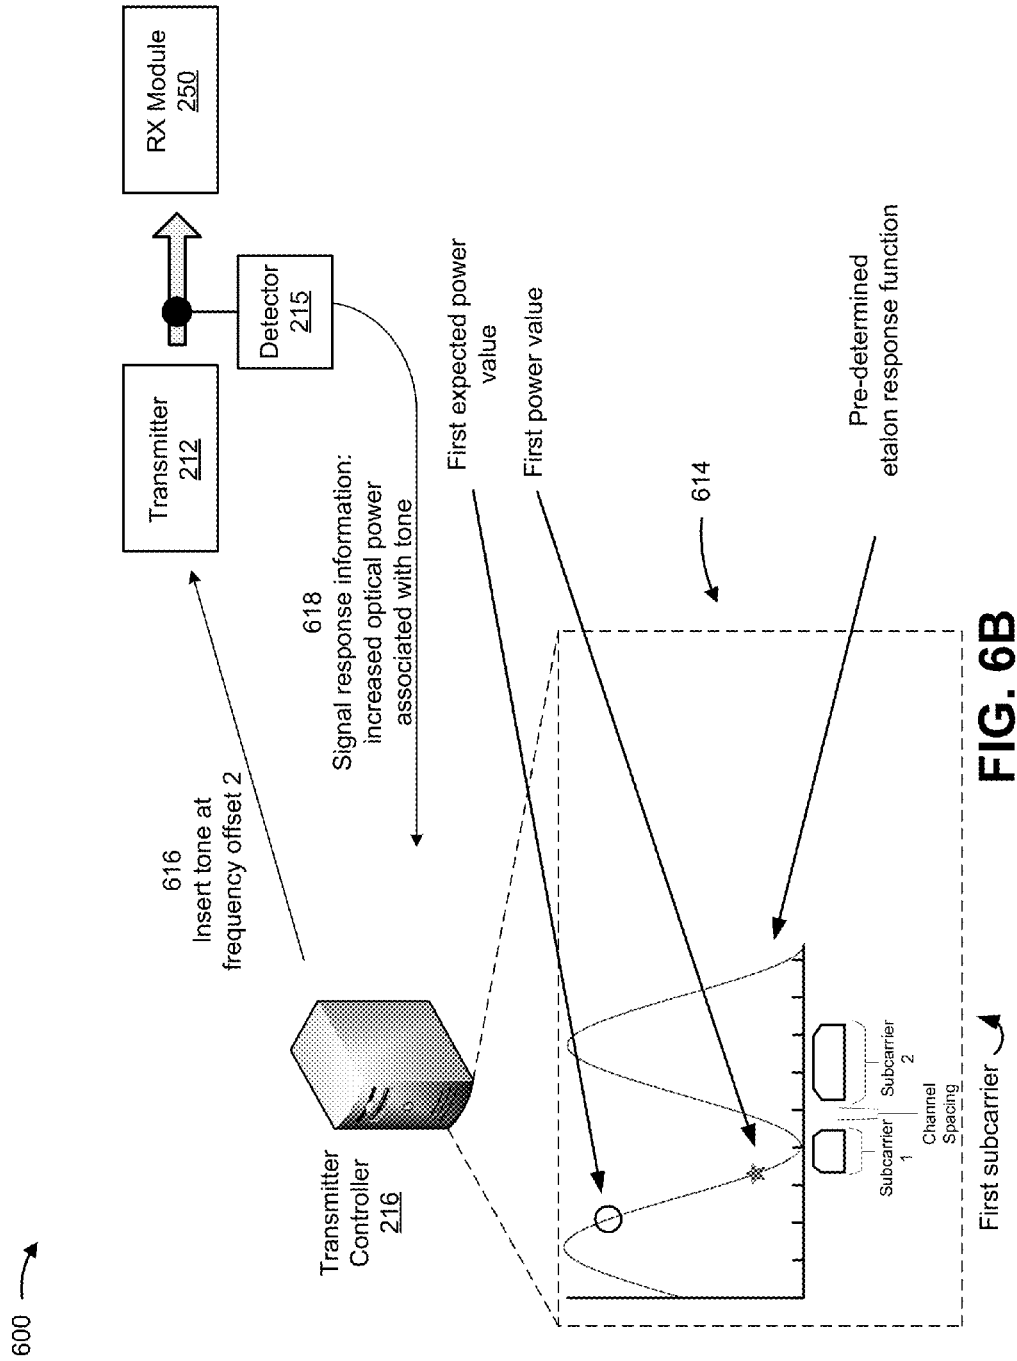 600
Transmitter
Controller
216
616
Insert tone at
frequency offset 2
Transmitter
212
RX Module
250
Detector
215
618
Signal response information:
increased optical power
associated with tone
First expected power
value
First power value
614
Pre-determined
etalon response function
Subcarrier
1
Channel
Spacing
Subcarrier
2
First subcarrier
FIG. 6B